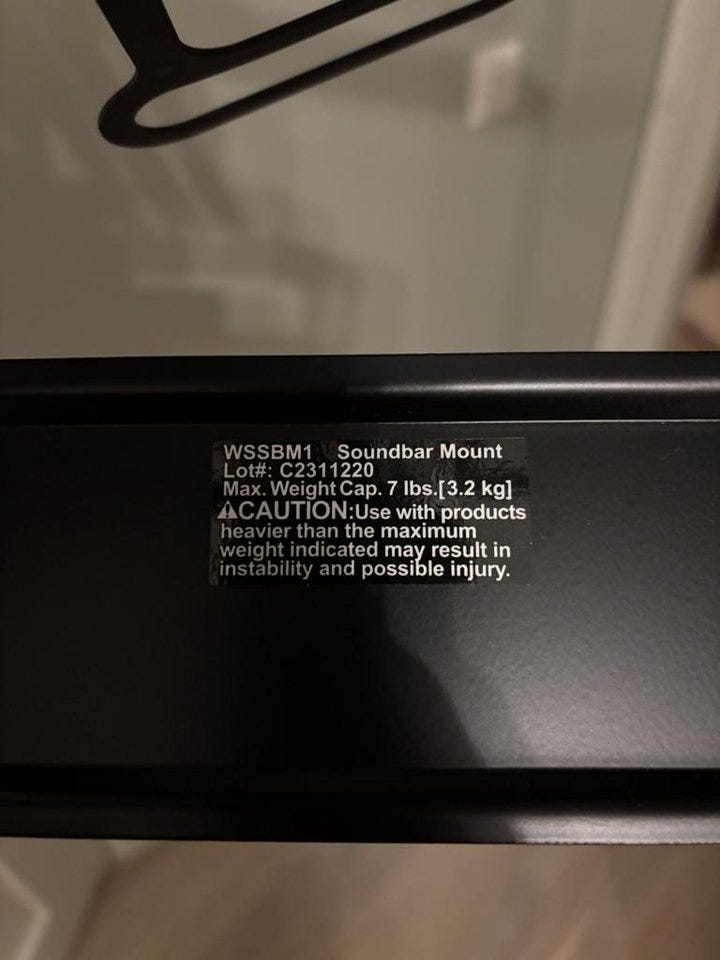 WSSBM1 Soundbar Mount
Lot#: C2311220
Max. Weight Cap. 7 lbs.[3.2 kg]
⚠CAUTION:Use with products
heavier than the maximum
weight indicated may result in
instability and possible injury.